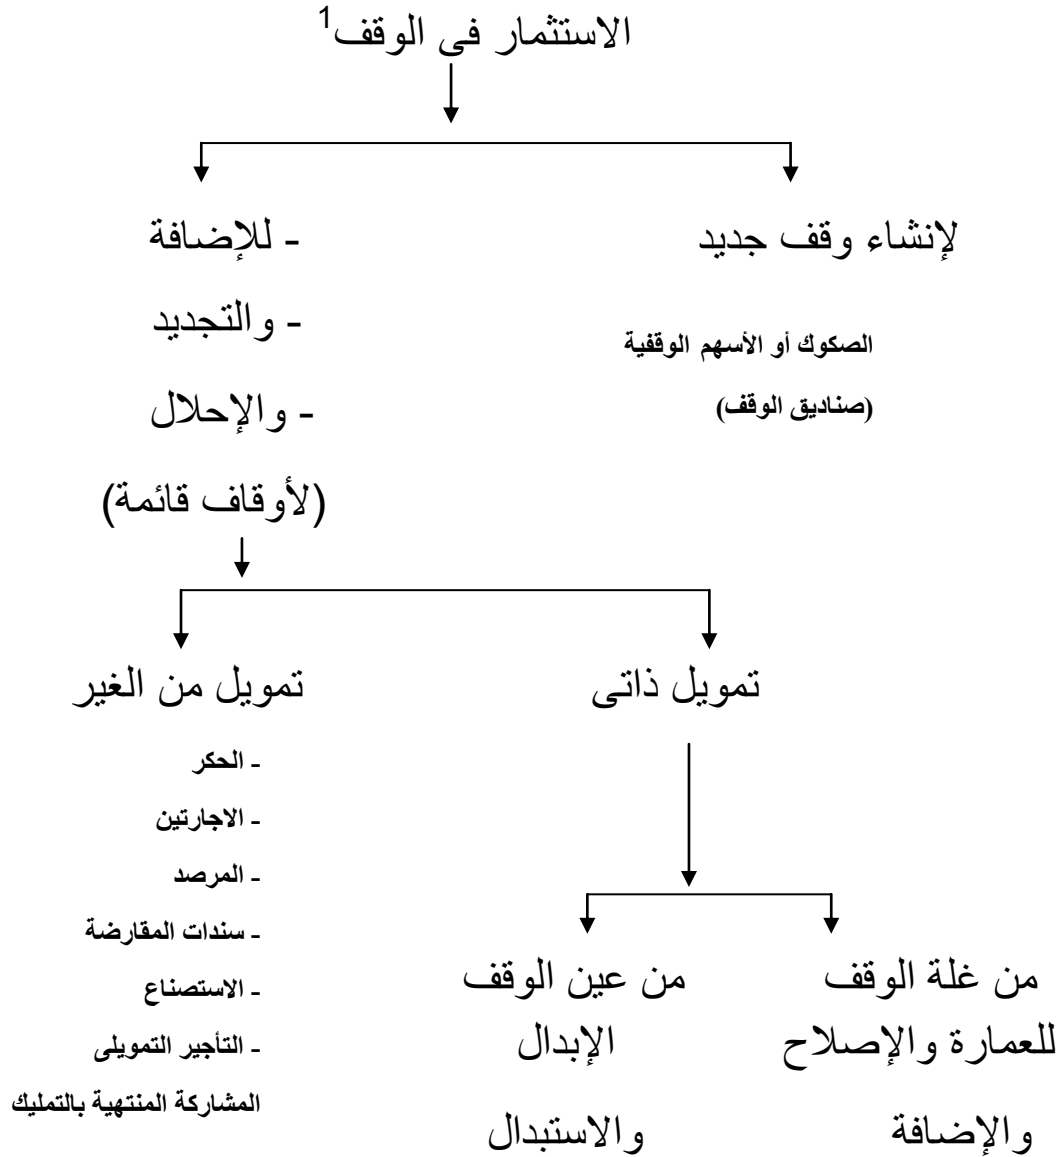 الاستثمار فى الوقف1
لإنشاء وقف جديد
الصكوك أو الأسهم الوقفية
(صناديق الوقف)
- للإضافة
- والتجديد
- والإحلال
(لأوقاف قائمة)
تمويل ذاتى
من غلة الوقف
للعمارة والإصلاح
والإضافة
من عين الوقف
الإبدال
والاستبدال
تمويل من الغير
- الحكر
- الاجارتين
- المرصد
- سندات المقارضة
- الاستصناع
- التأجير التمويلى
المشاركة المنتهية بالتمليك